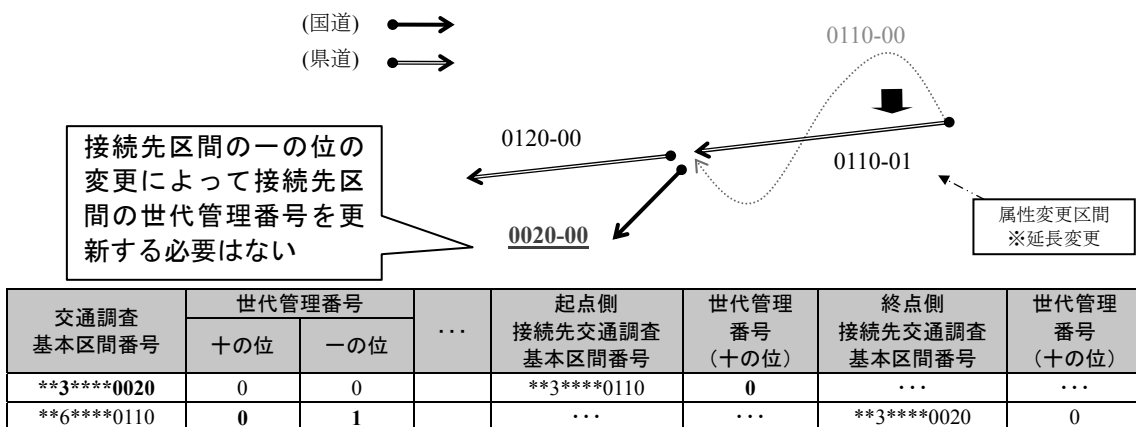 (国道)
(県道)
0110-00
0120-00
0110-01
0020-00
接続先区間の一の位の
変更によって接続先区
間の世代管理番号を更
新する必要はない
属性変更区間
※延長変更
交通調査
基本区間番号
世代管理番号
十の位
一の位
・・・
起点側
接続先交通調査
基本区間番号
世代管理
番号
(十の位)
終点側
接続先交通調査
基本区間番号
世代管理
番号
(十の位)
**3****0020 0 0 **3****0110 0 ・・・ ・・・
**6****0110 0 1 ・・・ ・・・ **3****0020 0